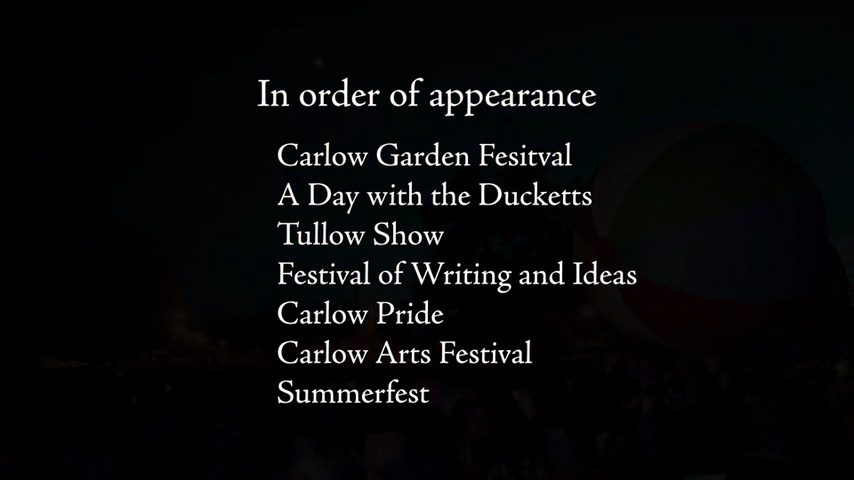 In order of appearance
Carlow Garden Fesitval
A Day with the Ducketts
Tullow Show
Festival of Writing and Ideas
Carlow Pride
Carlow Arts Festival
Summerfest